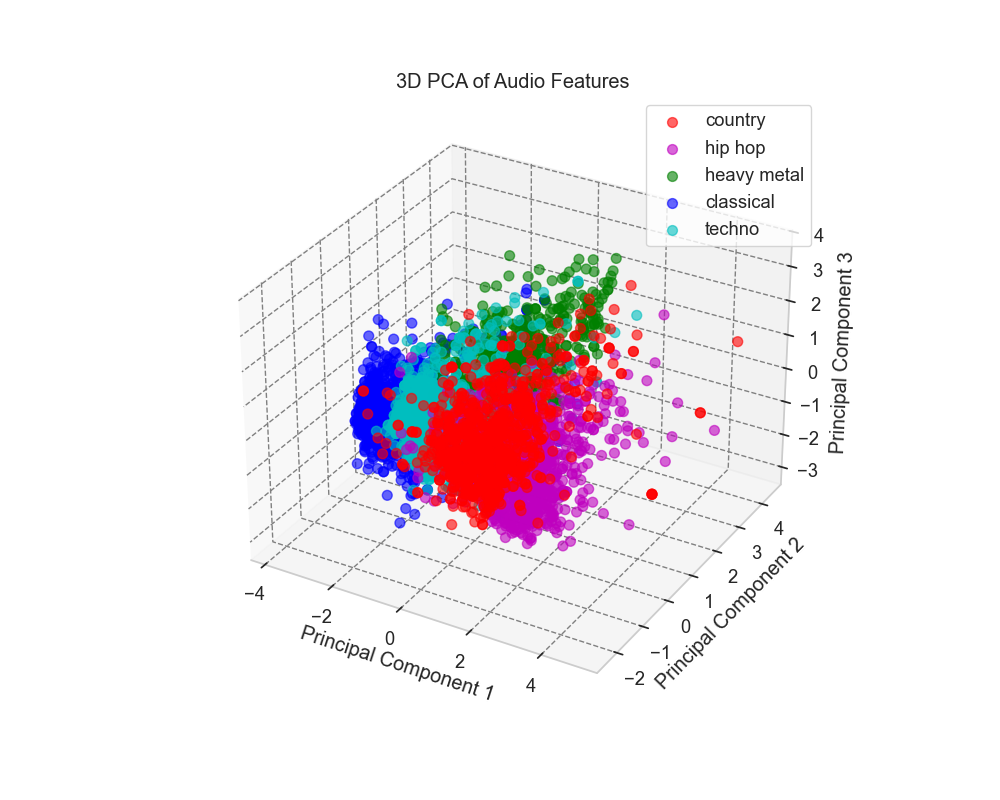 3D PCA of Audio Features
country
hip hop
heavy metal
classical
techno
4
3
2
1
0
−1
−2
−3
Principal Component 3
4
3
2
1
0
−1
−2
Principal Component 2
−4
−2
0
2
4
Principal Component 1